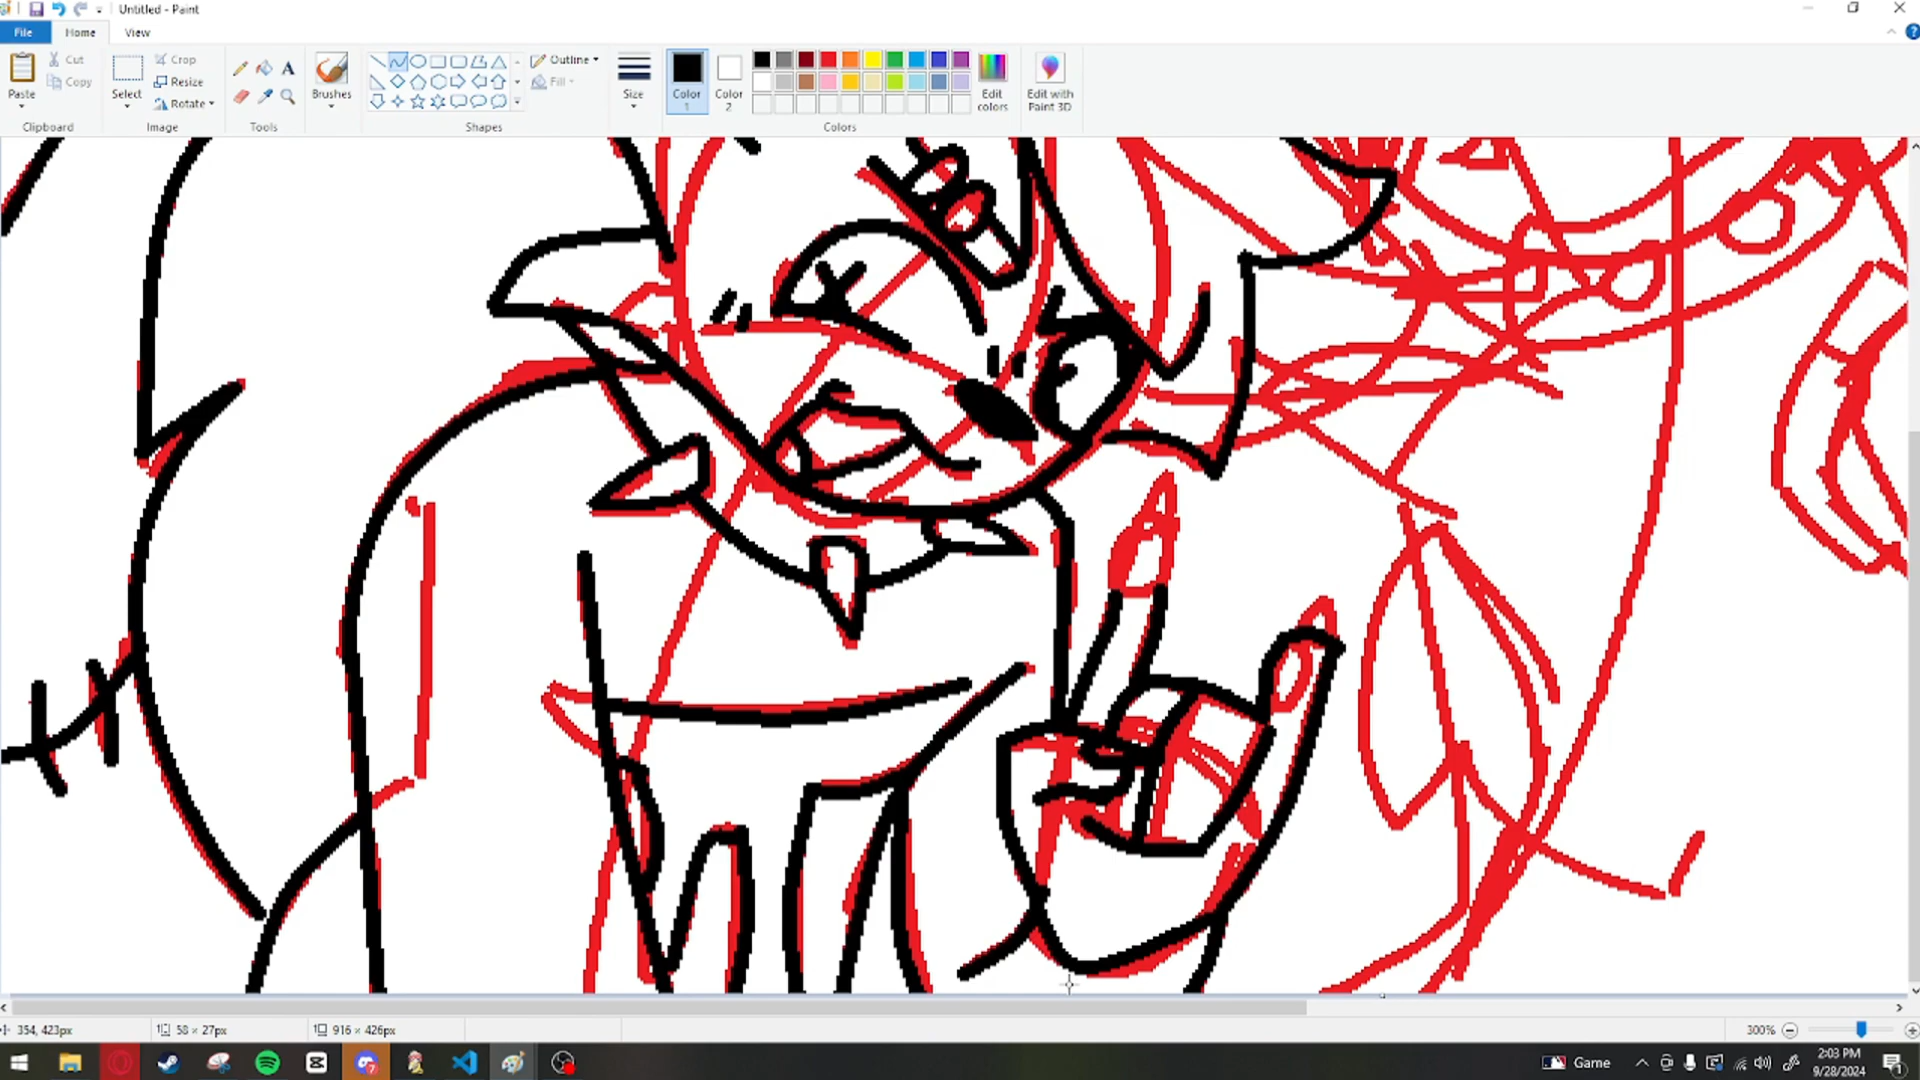 Untitled - Paint
File
Home
View
Paste
Cut
Copy
Clipboard
Select
Crop
Resize
Rotate
Image
Tools
Brushes
Shapes
Outline
Fill
Size
Color
1
Color
2
Edit
colors
Colors
Edit with
Paint 3D
354, 423px
58 × 27px
916 × 426px
300%
Game
2:03 PM
9/28/2024